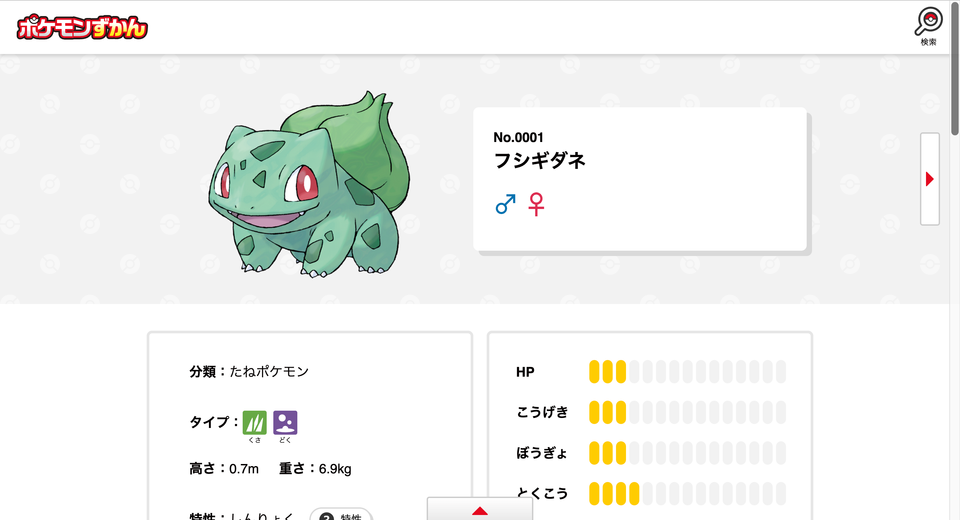 ポケモンずかん
検索
No.0001
フシギダネ
♂ ♀
分類：たねポケモン
タイプ：
くさ どく
高さ：0.7m 重さ：6.9kg
特性：しんりょく ? 特性
HP
こうげき
ぼうぎょ
とくこう